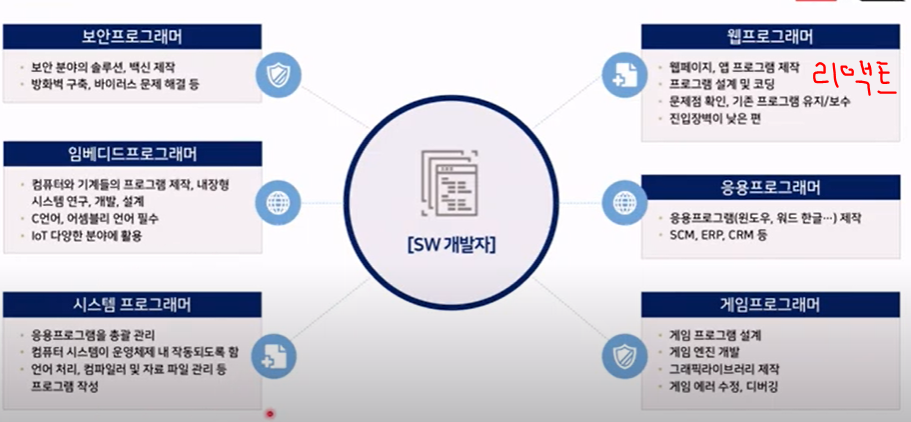 보안프로그래머
보안 분야의 솔루션, 백신 제작
방화벽 구축, 바이러스 문제 해결 등
임베디드프로그래머
컴퓨터와 기계들의 프로그램 제작, 내장형
시스템 연구, 개발, 설계
C언어, 어셈블리 언어 필수
IoT 다양한 분야에 활용
시스템 프로그래머
응용프로그램을 총괄 관리
컴퓨터 시스템이 운영체제 내 작동되도록 함
언어 처리, 컴파일러 및 자료 파일 관리 등
프로그램 작성
[SW 개발자]
웹프로그래머
웹페이지, 앱 프로그램 제작
프로그램 설계 및 코딩
문제점 확인, 기존 프로그램 유지/보수
진입장벽이 낮은 편
리액트
응용프로그래머
응용프로그램(윈도우, 워드 한글…) 제작
SCM, ERP, CRM 등
게임프로그래머
게임 프로그램 설계
게임 엔진 개발
그래픽라이브러리 제작
게임 에러 수정, 디버깅